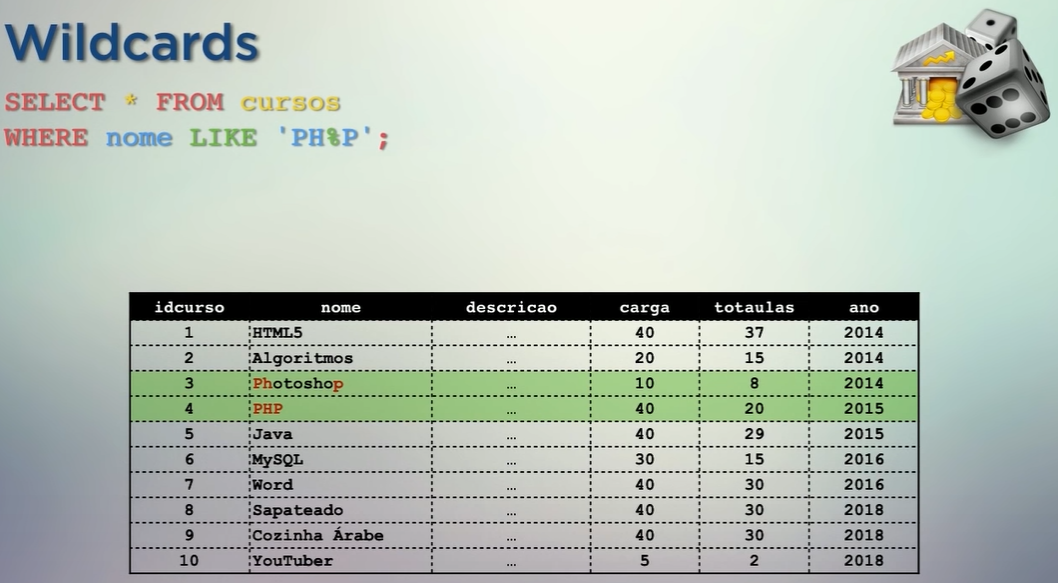 Wildcards
SELECT * FROM cursos
WHERE nome LIKE 'PH%P';
idcurso nome descricao carga totaulas ano
1 HTML5 … 40 37 2014
2 Algoritmos … 20 15 2014
3 Photoshop … 10 8 2014
4 PHP … 40 20 2015
5 Java … 40 29 2015
6 MySQL … 30 15 2016
7 Word … 40 30 2016
8 Sapateado … 40 30 2018
9 Cozinha Árabe … 40 30 2018
10 YouTuber … 5 2 2018